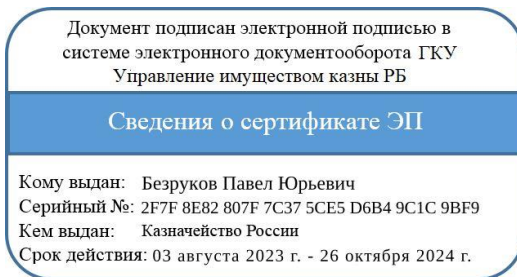 Документ подписан электронной подписью в
системе электронного документооборота ГКУ
Управление имуществом казны РБ
Сведения о сертификате ЭП
Кому выдан: Безруков Павел Юрьевич
Серийный №: 2F7F 8E82 807F 7C37 5CE5 D6B4 9C1C 9BF9
Кем выдан: Казначейство России
Срок действия: 03 августа 2023 г. - 26 октября 2024 г.